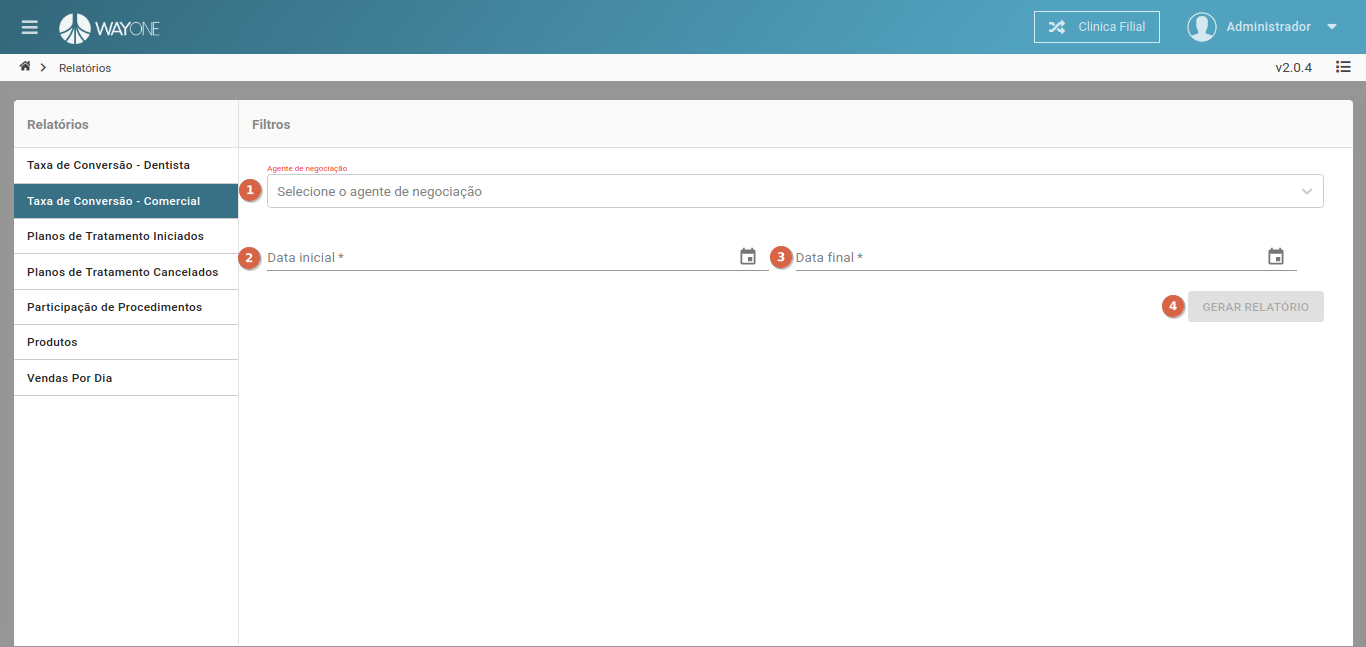 WAYONE
Clinica Filial
Administrador
Relatórios
v2.0.4
Relatórios
Filtros
Taxa de Conversão - Dentista
Taxa de Conversão - Comercial
Planos de Tratamento Iniciados
Planos de Tratamento Cancelados
Participação de Procedimentos
Produtos
Vendas Por Dia
Agente de negociação
1 Selecione o agente de negociação
2 Data inicial *
3 Data final *
4 GERAR RELATÓRIO